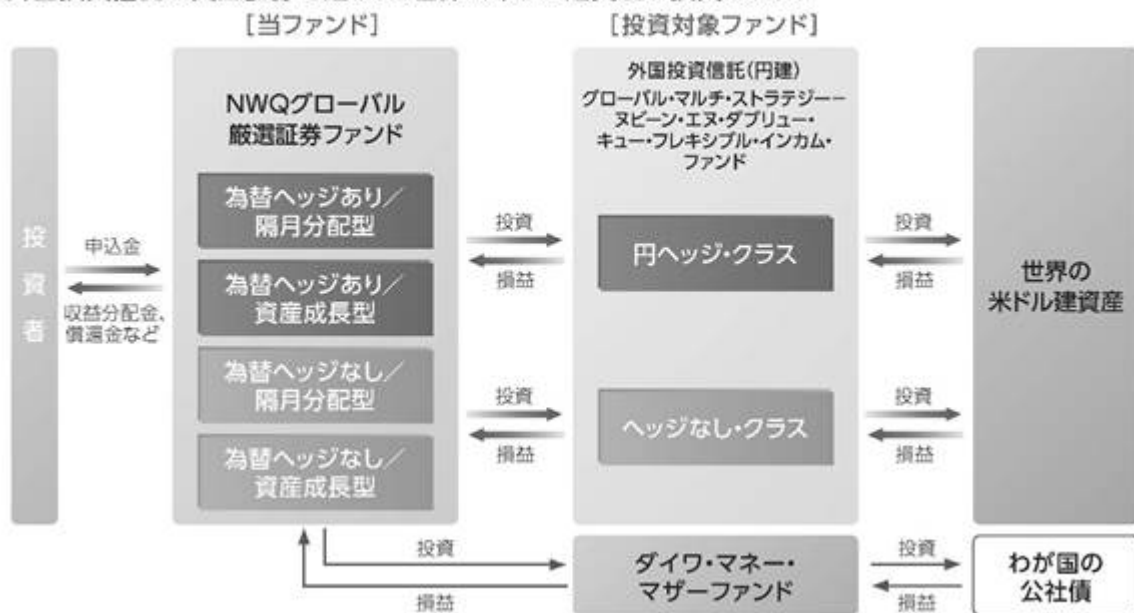 [当ファンド]
[投資対象ファンド]
投資者
申込金
収益分配金、
償還金など
NWQグローバル
厳選証券ファンド
為替ヘッジあり／
隔月分配型
為替ヘッジあり／
資産成長型
為替ヘッジなし／
隔月分配型
為替ヘッジなし／
資産成長型
投資
損益
投資
損益
外国投資信託(円建)
グローバル・マルチ・ストラテジー－
ヌビーン・エヌ・ダブリュー・
キュー・フレキシブル・インカム・
ファンド
円ヘッジ・クラス
ヘッジなし・クラス
投資
損益
投資
損益
世界の
米ドル建資産
投資
損益
ダイワ・マネー・
マザーファンド
投資
損益
わが国の
公社債